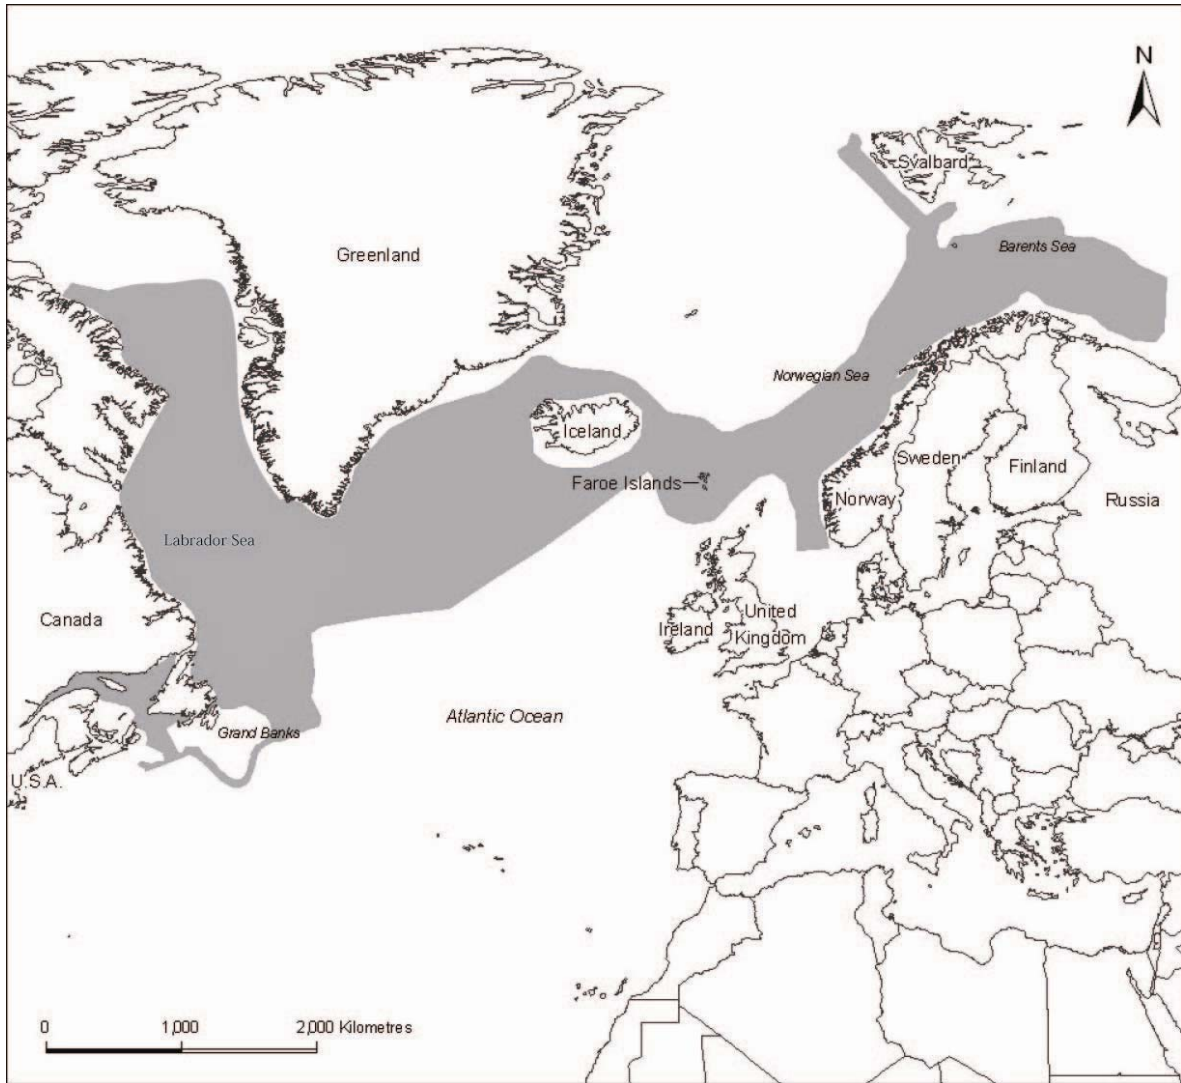 N
Svalbard
Barents Sea
Greenland
Norwegian Sea
Iceland
Faroe Islands
Sweden
Finland
Norway
Russia
Labrador Sea
Canada
United
Kingdom
Ireland
Atlantic Ocean
Grand Banks
U.S.A.
0 1,000 2,000 Kilometres